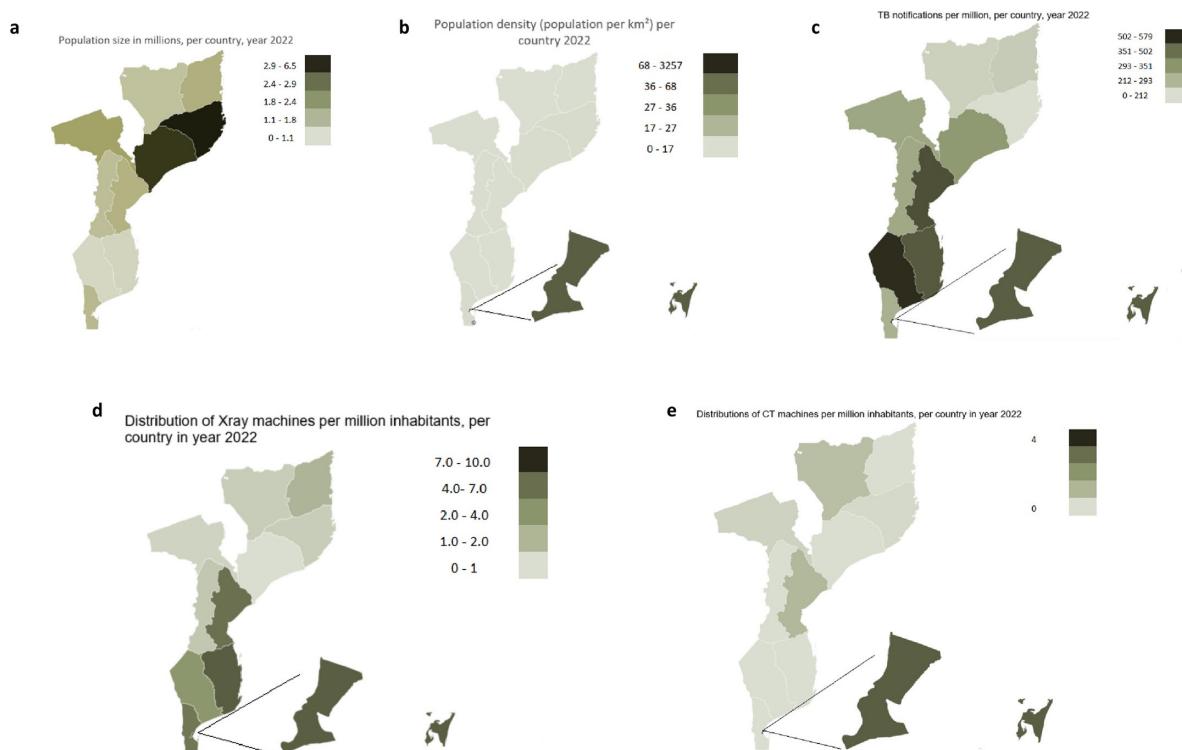 a
Population size in millions, per country, year 2022
2.9 - 6.5
2.4 - 2.9
1.8 - 2.4
1.1 - 1.8
0 - 1.1
b
Population density (population per km²) per
country 2022
68 - 3257
36 - 68
27 - 36
17 - 27
0 - 17
c
TB notifications per million, per country, year 2022
502 - 579
351 - 502
293 - 351
212 - 293
0 - 212
d
Distribution of Xray machines per million inhabitants, per
country in year 2022
7.0 - 10.0
4.0- 7.0
2.0 - 4.0
1.0 - 2.0
0 - 1
e
Distributions of CT machines per million inhabitants, per country in year 2022
4
0